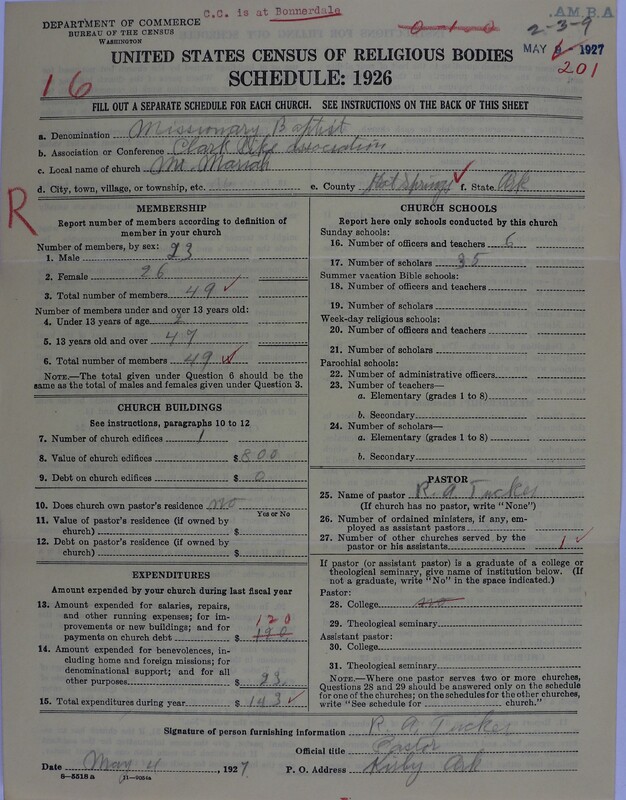 C.C. is at Bonnerdale
DEPARTMENT OF COMMERCE
BUREAU OF THE CENSUS
WASHINGTON
0-1-0
A.M.B.A
2-3-9
MAY 9 - 1927
201
UNITED STATES CENSUS OF RELIGIOUS BODIES
SCHEDULE: 1926
16
FILL OUT A SEPARATE SCHEDULE FOR EACH CHURCH. SEE INSTRUCTIONS ON THE BACK OF THIS SHEET
a. Denomination Missionary Baptist
b. Association or Conference Clark Pike association
c. Local name of church Mt. Mariah
d. City, town, village, or township, etc. e. County Hot Springs f. State Ark
R
MEMBERSHIP
Report number of members according to definition of
member in your church
Number of members, by sex:
1. Male 23
2. Female 26
3. Total number of members 49
Number of members under and over 13 years old:
4. Under 13 years of age 2
5. 13 years old and over 47
6. Total number of members 49
NOTE.—The total given under Question 6 should be the
same as the total of males and females given under Question 3.
CHURCH BUILDINGS
See instructions, paragraphs 10 to 12
7. Number of church edifices 1
8. Value of church edifices $ 800
9. Debt on church edifices $ 0
10. Does church own pastor's residence no
Yes or No
11. Value of pastor's residence (if owned by
church) $
12. Debt on pastor's residence (if owned by
church) $
EXPENDITURES
Amount expended by your church during last fiscal year
13. Amount expended for salaries, repairs,
and other running expenses; for im-
provements or new buildings; and for
payments on church debt $ 190 120
14. Amount expended for benevolences, in-
cluding home and foreign missions; for
denominational support; and for all
other purposes $ 23
15. Total expenditures during year $ 143
CHURCH SCHOOLS
Report here only schools conducted by this church
Sunday schools:
16. Number of officers and teachers 6
17. Number of scholars 35
Summer vacation Bible schools:
18. Number of officers and teachers
19. Number of scholars
Week-day religious schools:
20. Number of officers and teachers
21. Number of scholars
Parochial schools:
22. Number of administrative officers
23. Number of teachers—
a. Elementary (grades 1 to 8)
b. Secondary
24. Number of scholars—
a. Elementary (grades 1 to 8)
b. Secondary
PASTOR
25. Name of pastor R. A Tucker
(If church has no pastor, write "None")
26. Number of ordained ministers, if any, em-
ployed as assistant pastors
27. Number of other churches served by the
pastor or his assistants 1
If pastor (or assistant pastor) is a graduate of a college or
theological seminary, give name of institution below. (If
not a graduate, write "No" in the space indicated.)
Pastor:
28. College no
29. Theological seminary
Assistant pastor:
30. College
31. Theological seminary
NOTE.—Where one pastor serves two or more churches,
Questions 28 and 29 should be answered only on the schedule
for one of the churches; on the schedules for the other churches,
write "See schedule for church."
Signature of person furnishing information R. A. Tucker
Official title Pastor
Date May 4, 1927 P. O. Address Kirby Ark
8—5518 a 11—9054a